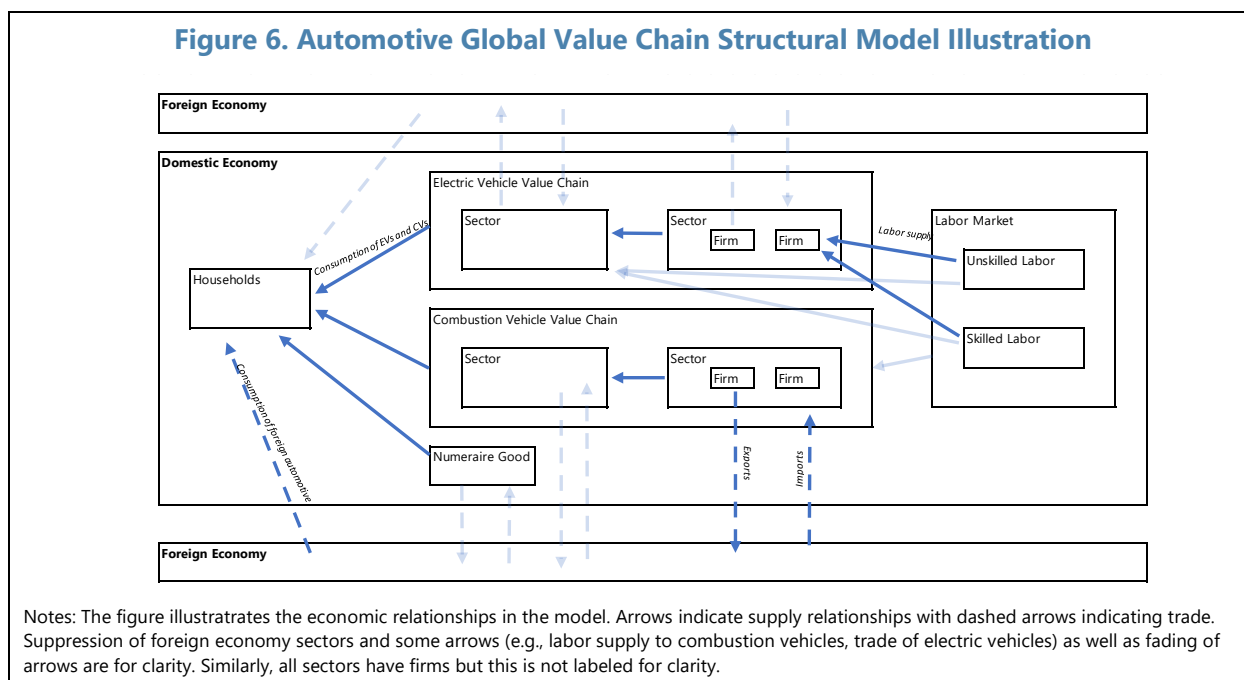 Figure 6. Automotive Global Value Chain Structural Model Illustration
Foreign Economy
Domestic Economy
Electric Vehicle Value Chain
Sector
Sector
Firm
Firm
Labor Market
Labor supply
Unskilled Labor
Skilled Labor
Consumption of EVs and CVs
Households
Combustion Vehicle Value Chain
Sector
Sector
Firm
Firm
Numeraire Good
Consumption of foreign automotive
Exports
Imports
Foreign Economy
Notes: The figure illustratrates the economic relationships in the model. Arrows indicate supply relationships with dashed arrows indicating trade.
Suppression of foreign economy sectors and some arrows (e.g., labor supply to combustion vehicles, trade of electric vehicles) as well as fading of
arrows are for clarity. Similarly, all sectors have firms but this is not labeled for clarity.